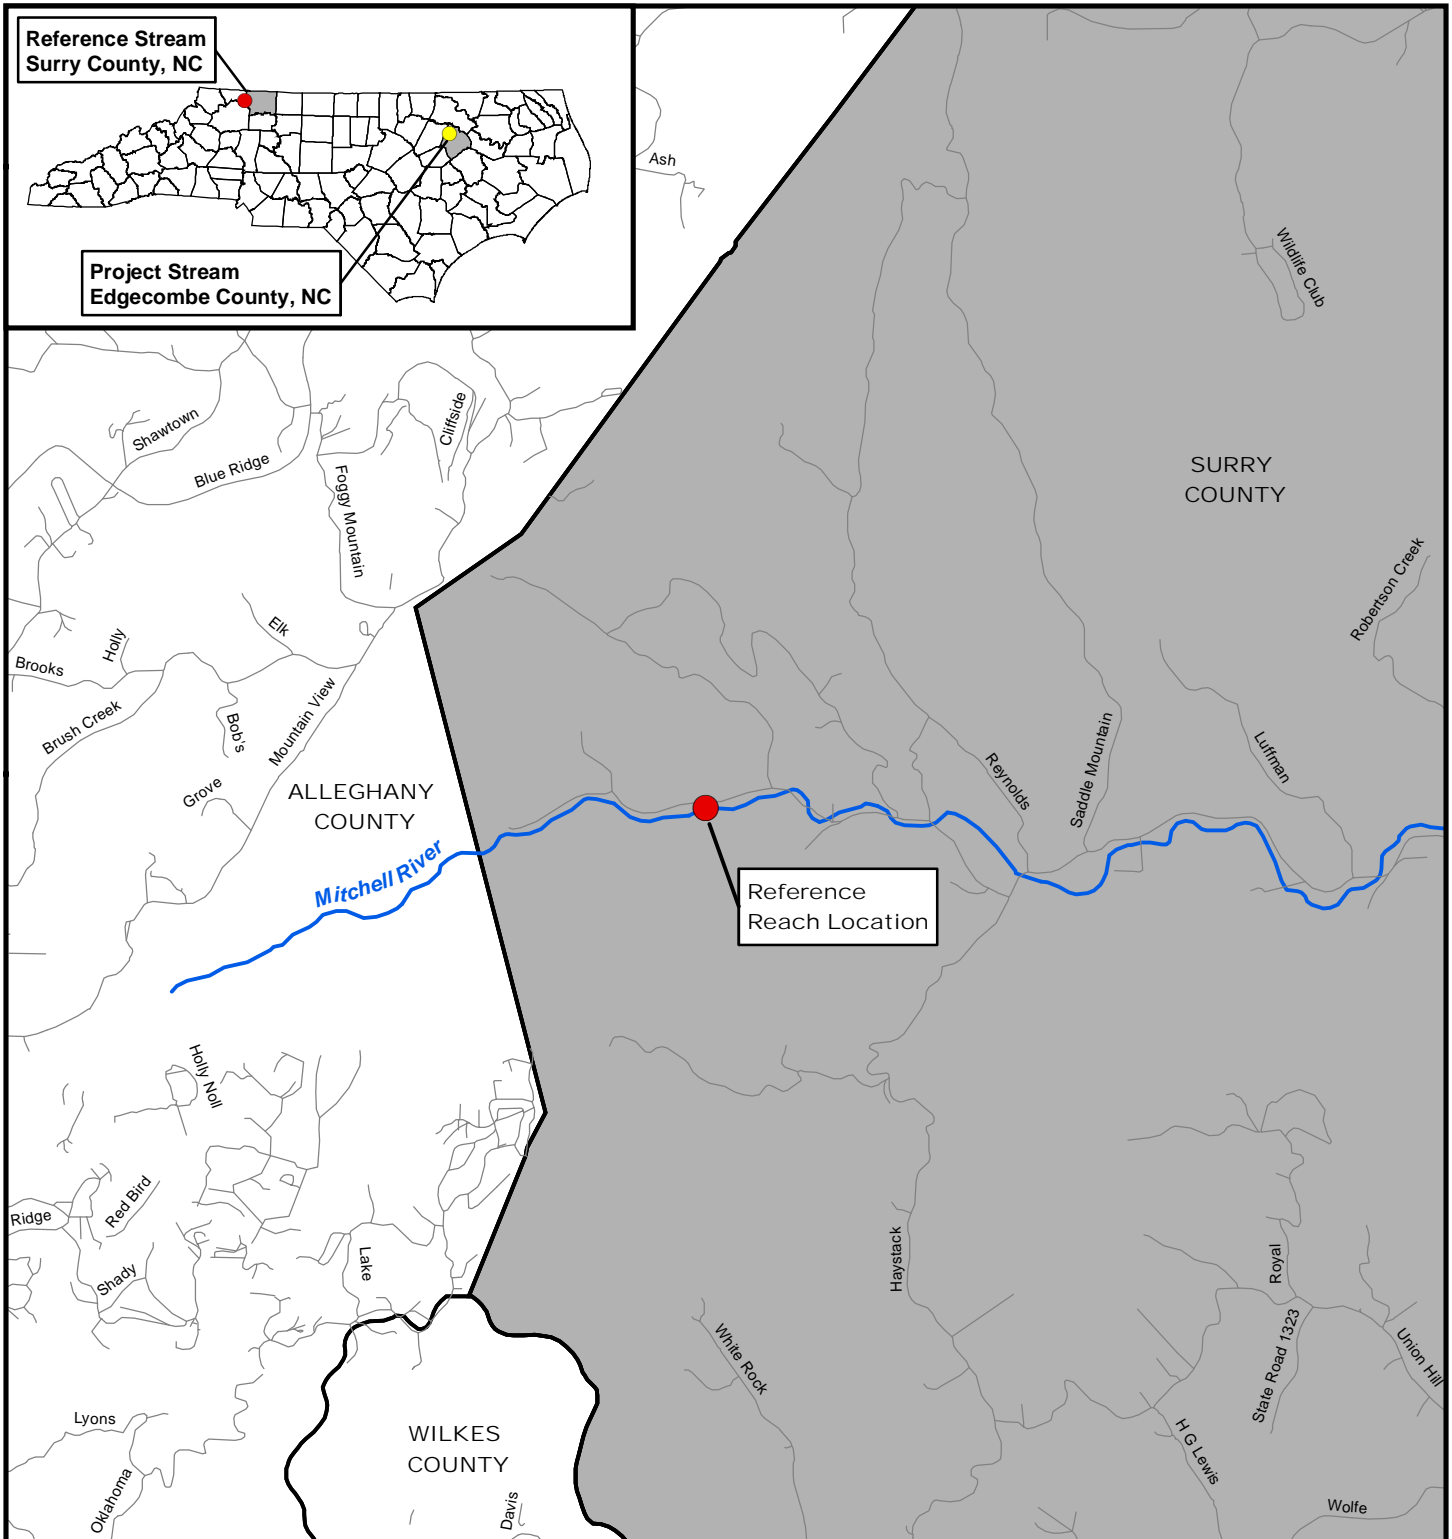 Reference Stream
Surry County, NC
Project Stream
Edgecombe County, NC
Ash
Wildlife Club
Shawtown
Blue Ridge
Cliffside
Foggy Mountain
SURRY
COUNTY
Robertson Creek
Elk
Holly
Brooks
Brush Creek
Bob's
Mountain View
Grove
ALLEGHANY
COUNTY
Mitchell River
Reynolds
Saddle Mountain
Luffman
Reference
Reach Location
Holly Noll
Red Bird
Ridge
Shady
Lake
Haystack
Royal
State Road 1323
Union Hill
White Rock
Lyons
Oklahoma
WILKES
COUNTY
Davis
H G Lewis
Wolfe